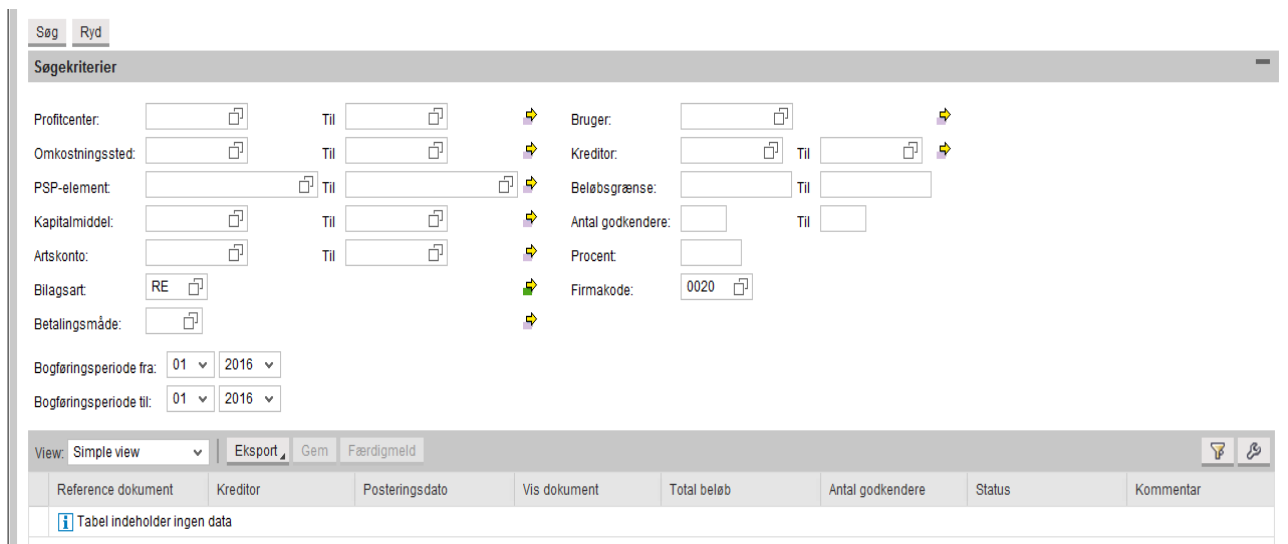 Søg Ryd
Søgekriterier
Profitcenter: Til Bruger:
Omkostningssted: Til Kreditor: Til
PSP-element: Til Beløbsgrænse: Til
Kapitalmiddel: Til Antal godkendere: Til
Artskonto: Til Procent:
Bilagsart: RE Firmakode: 0020
Betalingsmåde:
Bogføringsperiode fra: 01 2016
Bogføringsperiode til: 01 2016
View: Simple view Eksport Gem Færdigmeld
Reference dokument Kreditor Posteringsdato Vis dokument Total beløb Antal godkendere Status Kommentar
Tabel indeholder ingen data